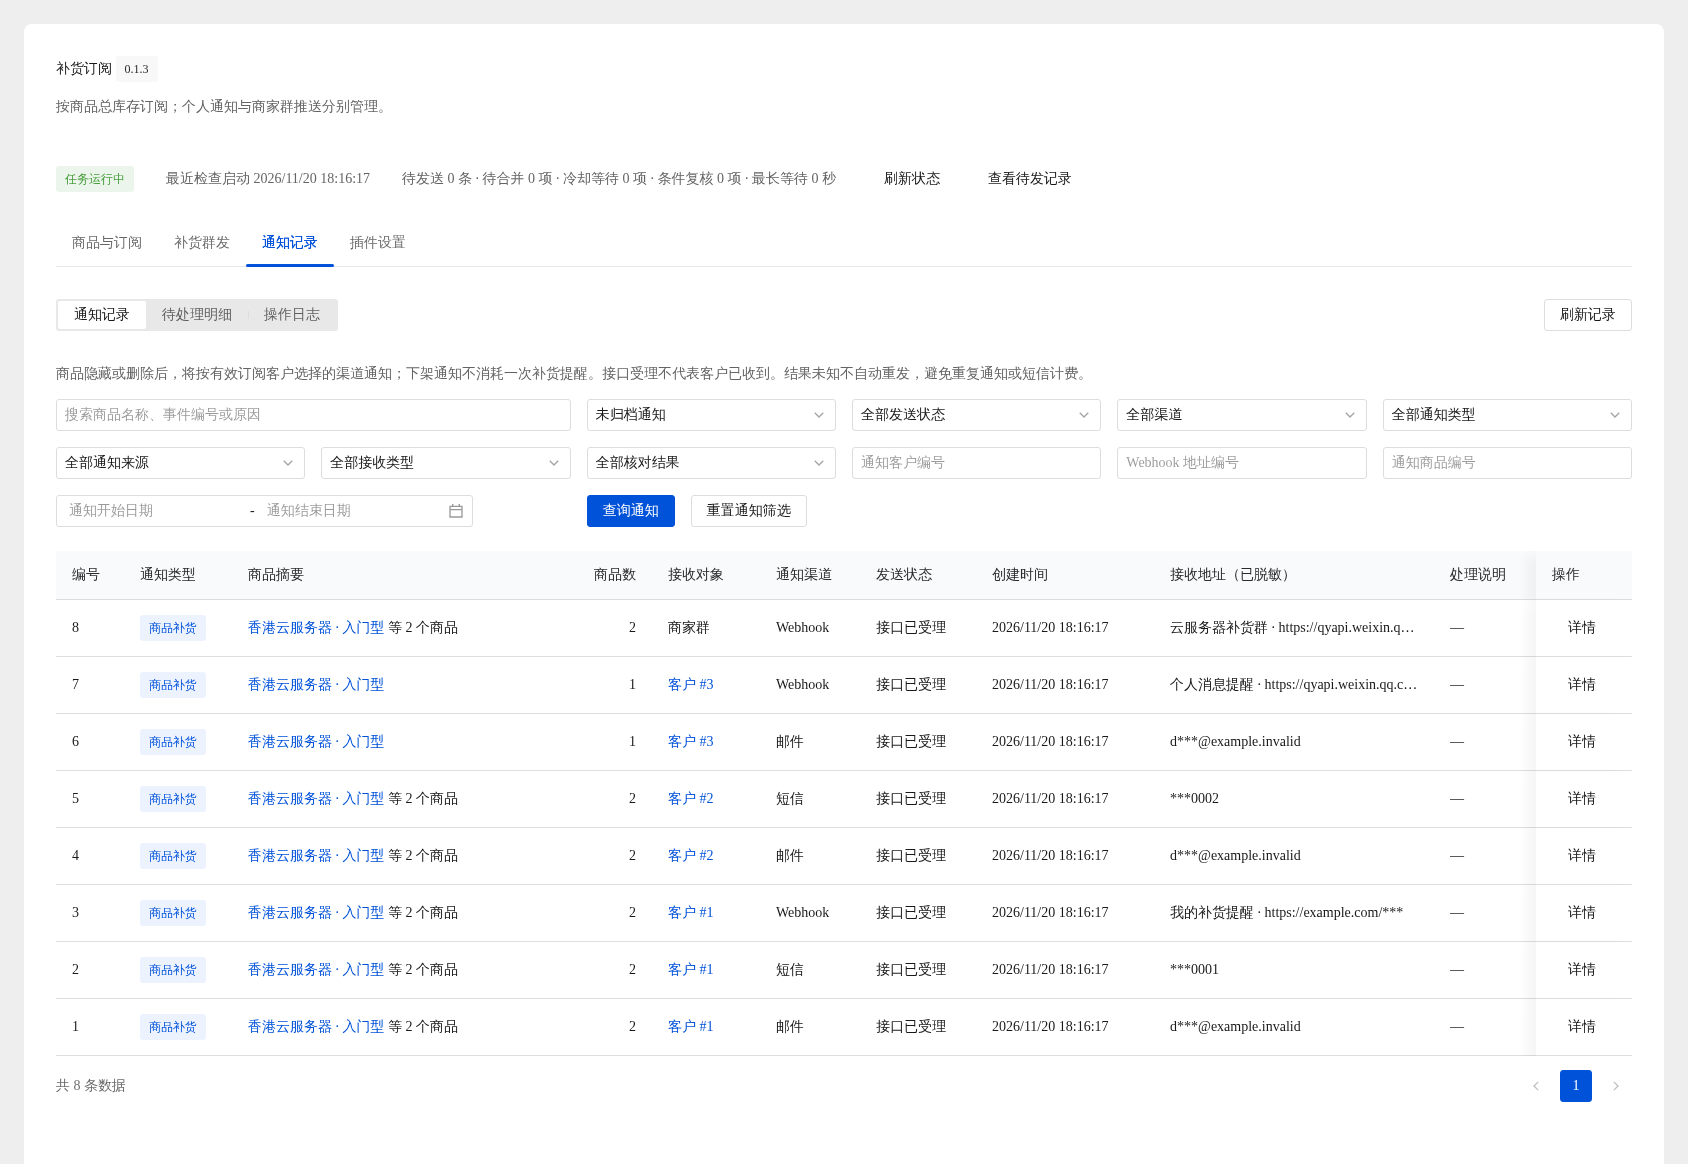 补货订阅 0.1.3
按商品总库存订阅；个人通知与商家群推送分别管理。
任务运行中 最近检查启动 2026/11/20 18:16:17 待发送 0 条 · 待合并 0 项 · 冷却等待 0 项 · 条件复核 0 项 · 最长等待 0 秒 刷新状态 查看待发记录
商品与订阅 补货群发 通知记录 插件设置
通知记录 待处理明细 操作日志 刷新记录
商品隐藏或删除后，将按有效订阅客户选择的渠道通知；下架通知不消耗一次补货提醒。接口受理不代表客户已收到。结果未知不自动重发，避免重复通知或短信计费。
搜索商品名称、事件编号或原因 未归档通知 全部发送状态 全部渠道 全部通知类型
全部通知来源 全部接收类型 全部核对结果 通知客户编号 Webhook 地址编号 通知商品编号
通知开始日期 - 通知结束日期 查询通知 重置通知筛选
编号 通知类型 商品摘要 商品数 接收对象 通知渠道 发送状态 创建时间 接收地址（已脱敏） 处理说明 操作
8 商品补货 香港云服务器 · 入门型 等 2 个商品 2 商家群 Webhook 接口已受理 2026/11/20 18:16:17 云服务器补货群 · https://qyapi.weixin.q… — 详情
7 商品补货 香港云服务器 · 入门型 1 客户 #3 Webhook 接口已受理 2026/11/20 18:16:17 个人消息提醒 · https://qyapi.weixin.qq.c… — 详情
6 商品补货 香港云服务器 · 入门型 1 客户 #3 邮件 接口已受理 2026/11/20 18:16:17 d***@example.invalid — 详情
5 商品补货 香港云服务器 · 入门型 等 2 个商品 2 客户 #2 短信 接口已受理 2026/11/20 18:16:17 ***0002 — 详情
4 商品补货 香港云服务器 · 入门型 等 2 个商品 2 客户 #2 邮件 接口已受理 2026/11/20 18:16:17 d***@example.invalid — 详情
3 商品补货 香港云服务器 · 入门型 等 2 个商品 2 客户 #1 Webhook 接口已受理 2026/11/20 18:16:17 我的补货提醒 · https://example.com/*** — 详情
2 商品补货 香港云服务器 · 入门型 等 2 个商品 2 客户 #1 短信 接口已受理 2026/11/20 18:16:17 ***0001 — 详情
1 商品补货 香港云服务器 · 入门型 等 2 个商品 2 客户 #1 邮件 接口已受理 2026/11/20 18:16:17 d***@example.invalid — 详情
共 8 条数据 1